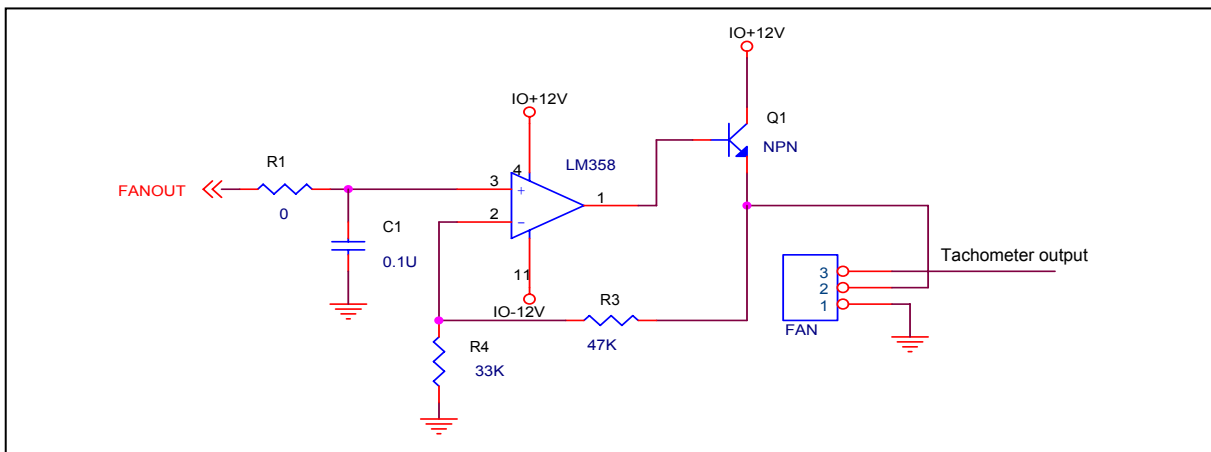 IO+12V
IO+12V
Q1
NPN
LM358
R1
FANOUT
0
C1
0.1U
4
3
+
2
−
1
11
IO-12V
R3
47K
R4
33K
Tachometer output
3
2
1
FAN